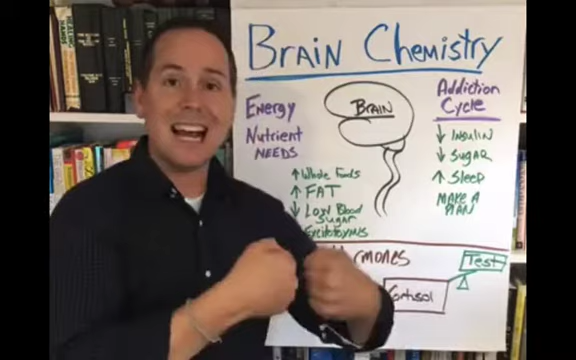 Brain Chemistry
Energy
Nutrient
Needs
↑ Whole Foods
↑ FAT
↓ Low Blood
Sugar
Excitotoxins
BRAIN
Addiction
Cycle
↓ INSULIN
↓ SUGAR
↑ SLEEP
MAKE A
PLAN
Hormones
Cortisol
Test